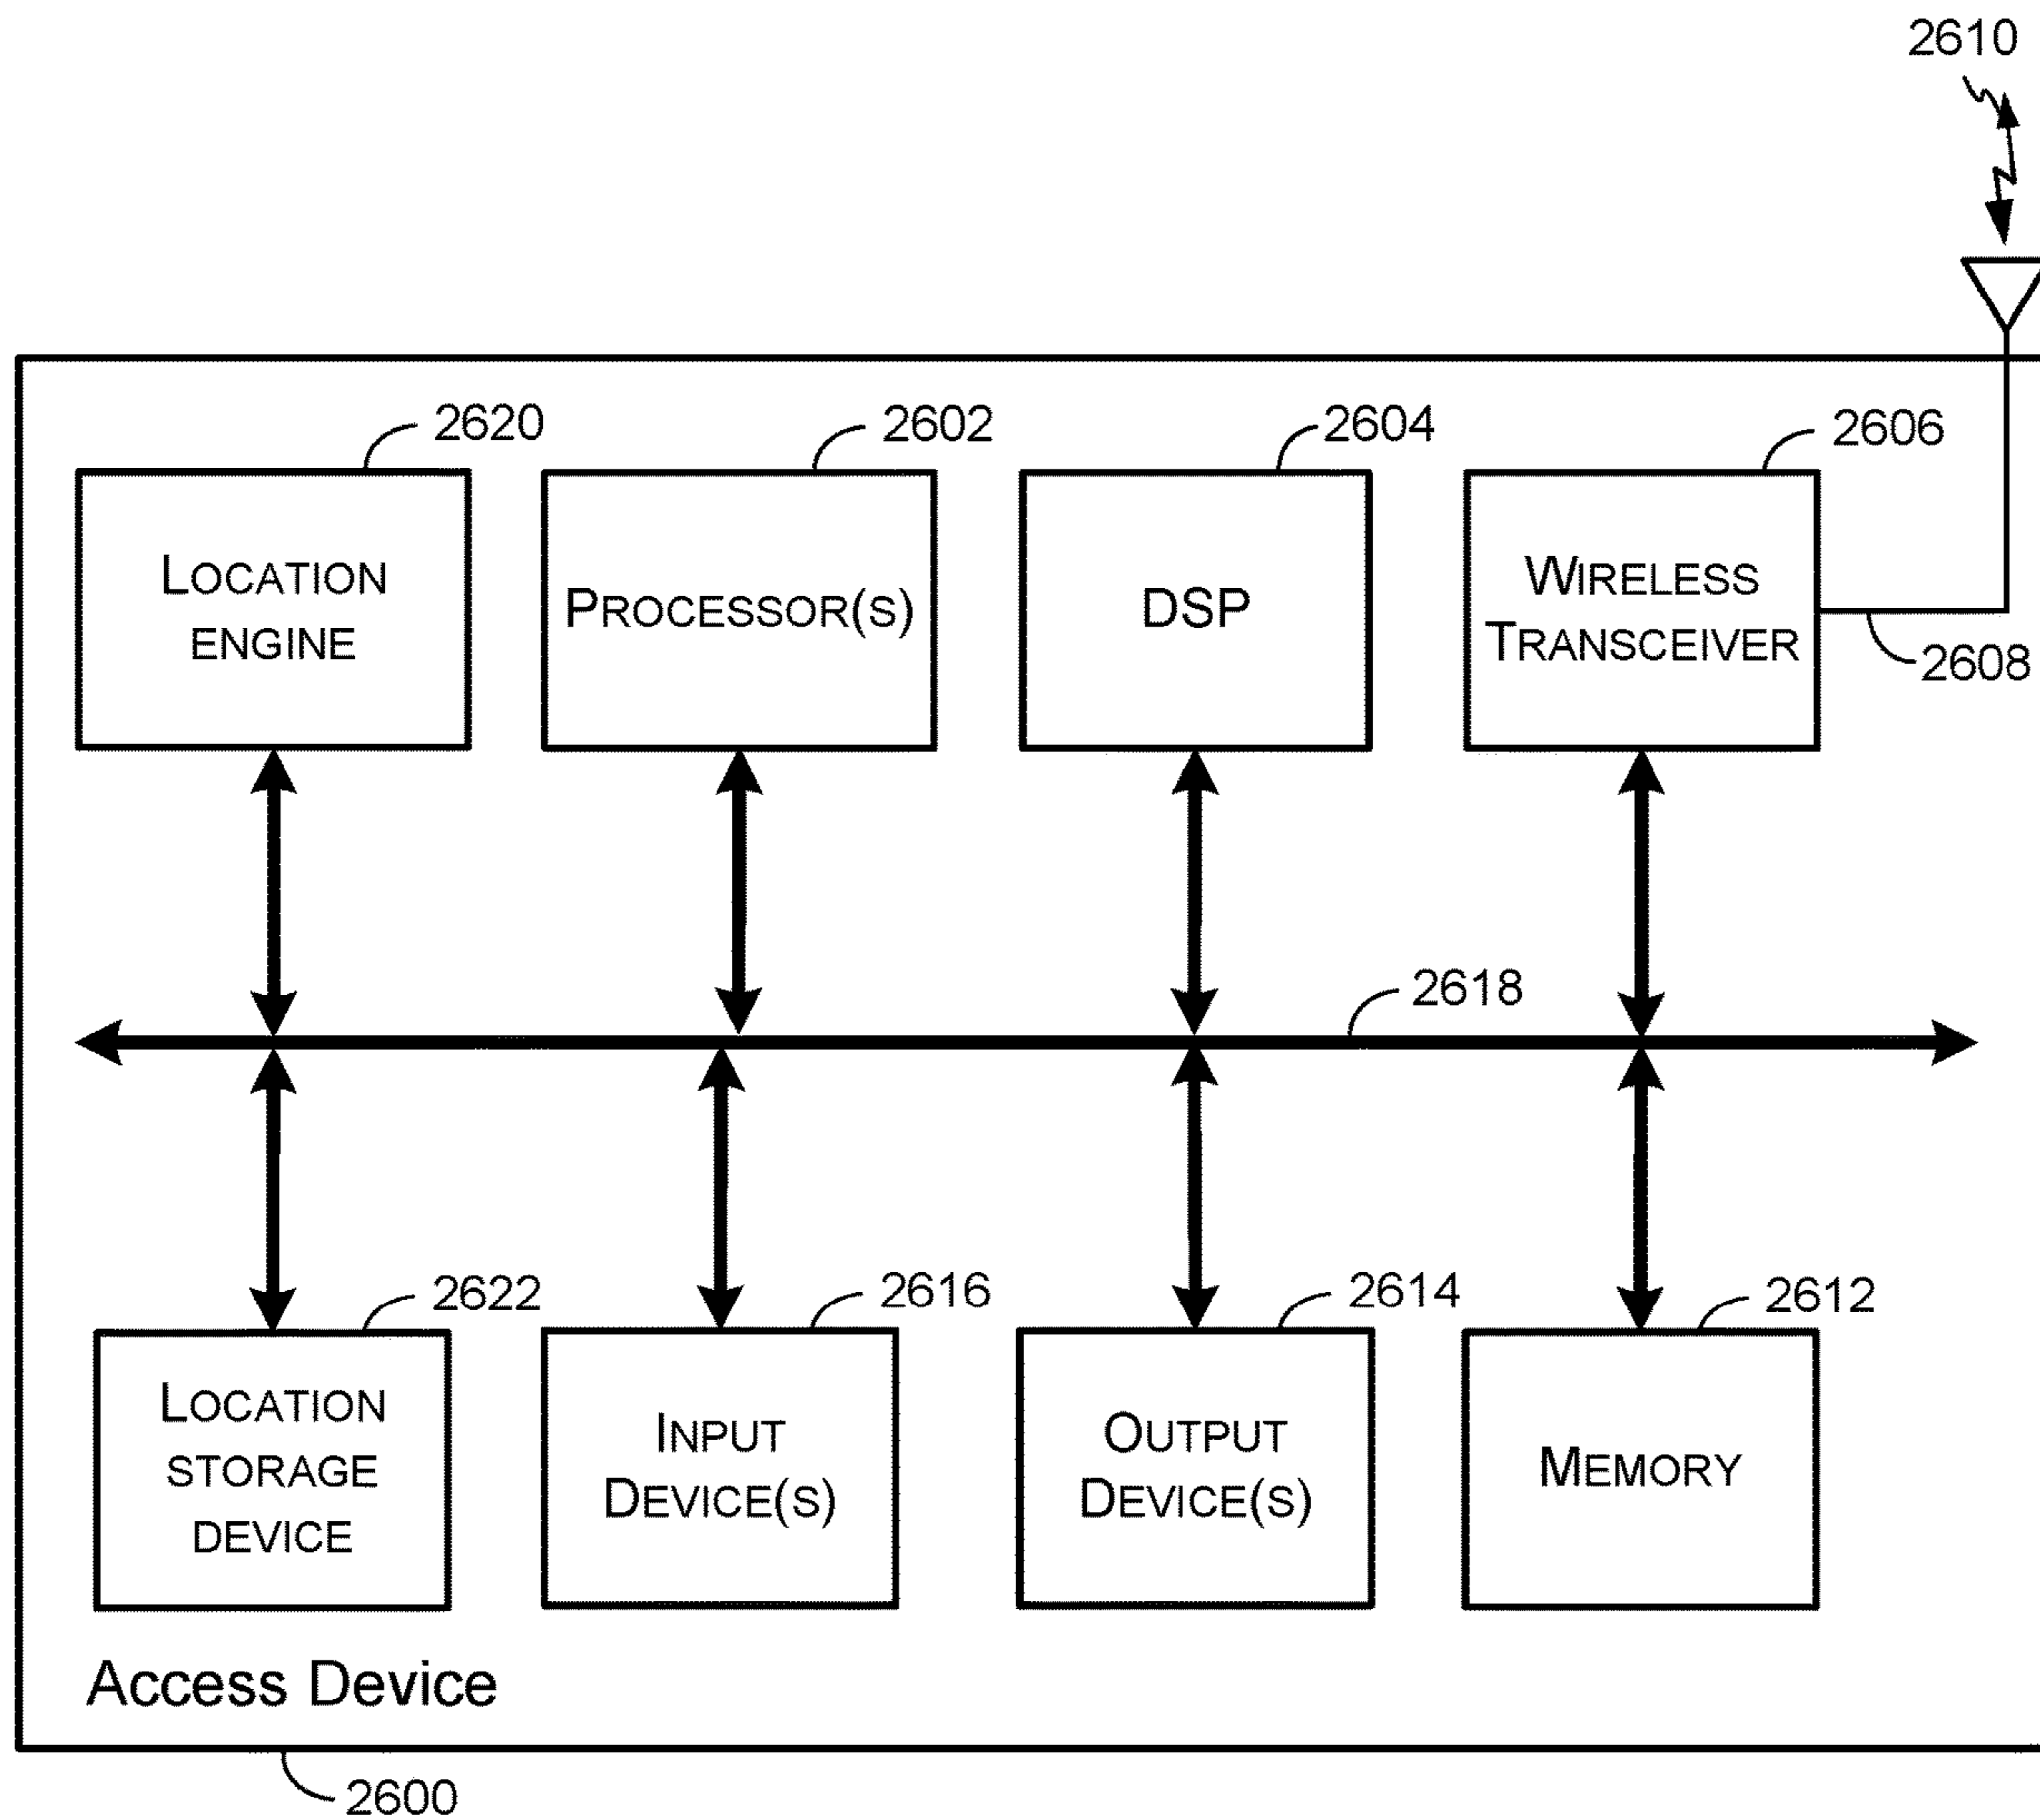 2610
2620
2602
2604
2606
LOCATION
ENGINE
PROCESSOR(S)
DSP
WIRELESS
TRANSCEIVER
2608
2618
2622
2616
2614
2612
LOCATION
STORAGE
DEVICE
INPUT
DEVICE(S)
OUTPUT
DEVICE(S)
MEMORY
Access Device
2600